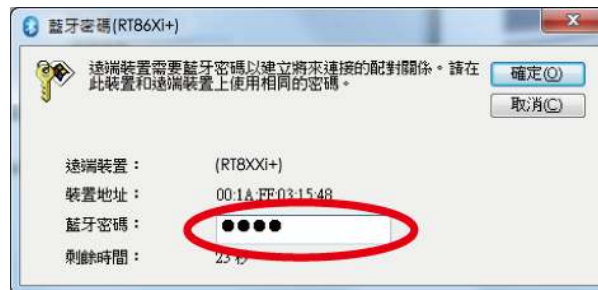 藍牙密碼(RT86Xi+)
遠端裝置需要藍牙密碼以建立將來連接的配對關係。請在
此裝置和遠端裝置上使用相同的密碼。
確定(O)
取消(C)
遠端裝置： (RT8XXi+)
裝置地址： 00:1A:FF:03:15:48
藍牙密碼： ●●●●
剩餘時間： 23 秒